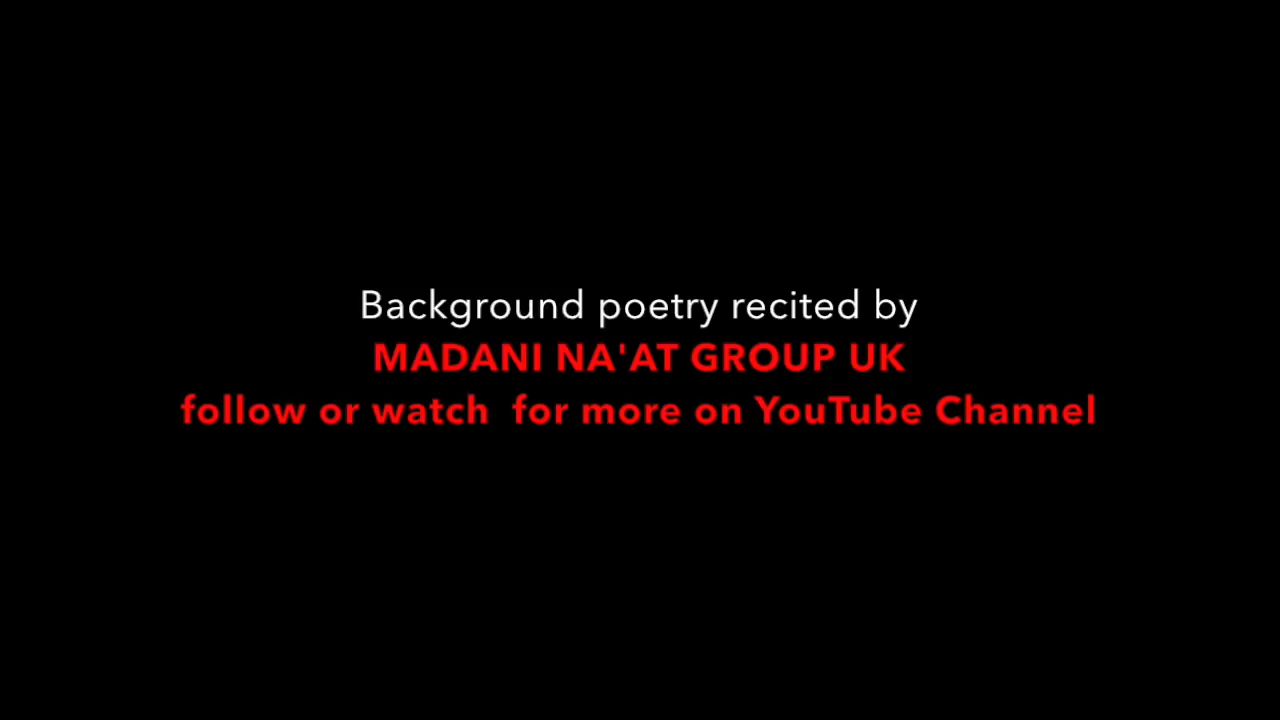 Background poetry recited by
MADANI NA'AT GROUP UK
follow or watch  for more on YouTube Channel